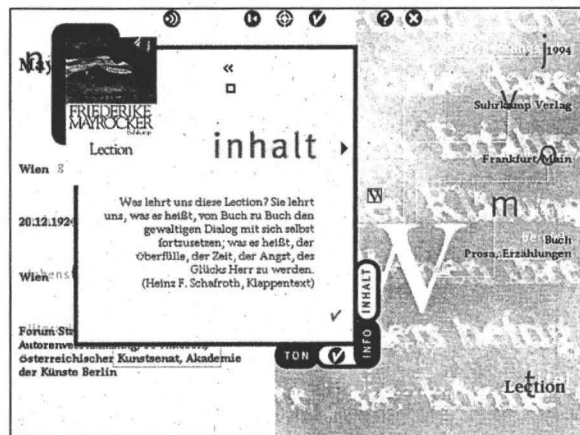 May
Wien
20.12.1924
Wien
Forum St
österreichischer Kunstsenat, Akademie
der Künste Berlin
FRIEDERIKE
MAYRÖCKER
Suhrkamp
Lection
«
inhalt
Was lehrt uns diese Lection? Sie lehrt
uns, was es heißt, von Buch zu Buch den
gewaltigen Dialog mit sich selbst
fortzusetzen; was es heißt, der
Überfülle, der Zeit, der Angst, des
Glücks Herr zu werden.
(Heinz F. Schafroth, Klappentext)
INHALT
INFO
TON
1994
Suhrkamp Verlag
Frankfurt/Main
Buch
Prosa, Erzählungen
Lection
n
g
j
v
o
m
W
V
t